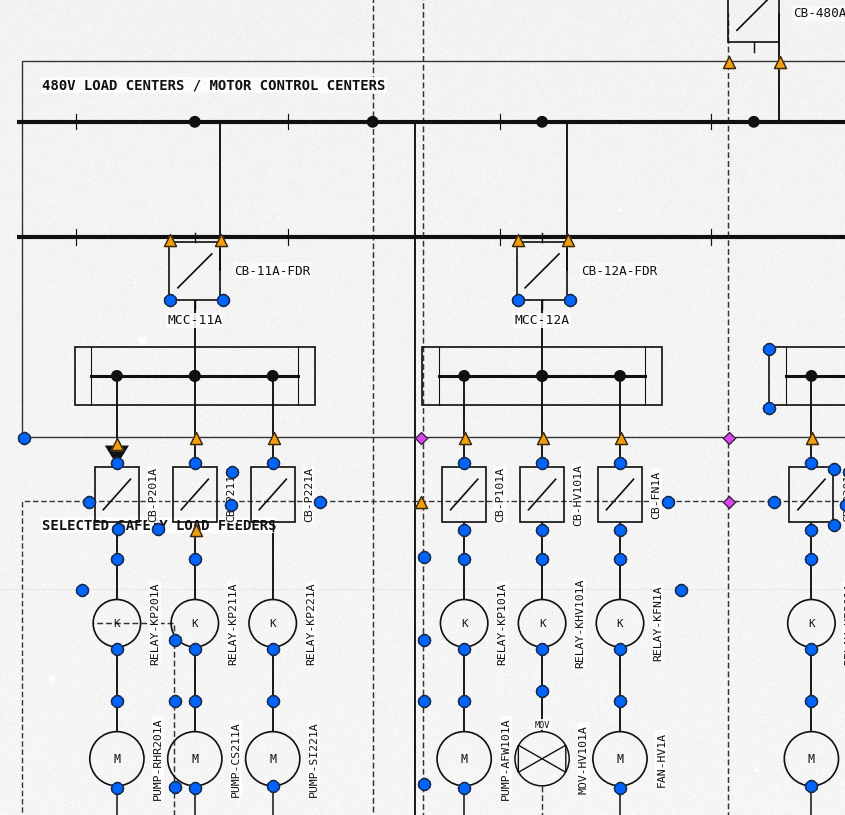 CB-480A
480V LOAD CENTERS / MOTOR CONTROL CENTERS
CB-11A-FDR
CB-12A-FDR
MCC-11A
MCC-12A
CB-P201A
CB-P221A
CB-P101A
CB-HV101A
CB-FN1A
SELECTED SAFETY LOAD FEEDERS
K
K
K
K
K
K
K
RELAY-KP201A
RELAY-KP211A
RELAY-KP221A
RELAY-KP101A
RELAY-KHV101A
RELAY-KFN1A
MOV
M
M
M
M
M
M
PUMP-RHR201A
PUMP-CS211A
PUMP-SI221A
PUMP-AFW101A
MOV-HV101A
FAN-HV1A